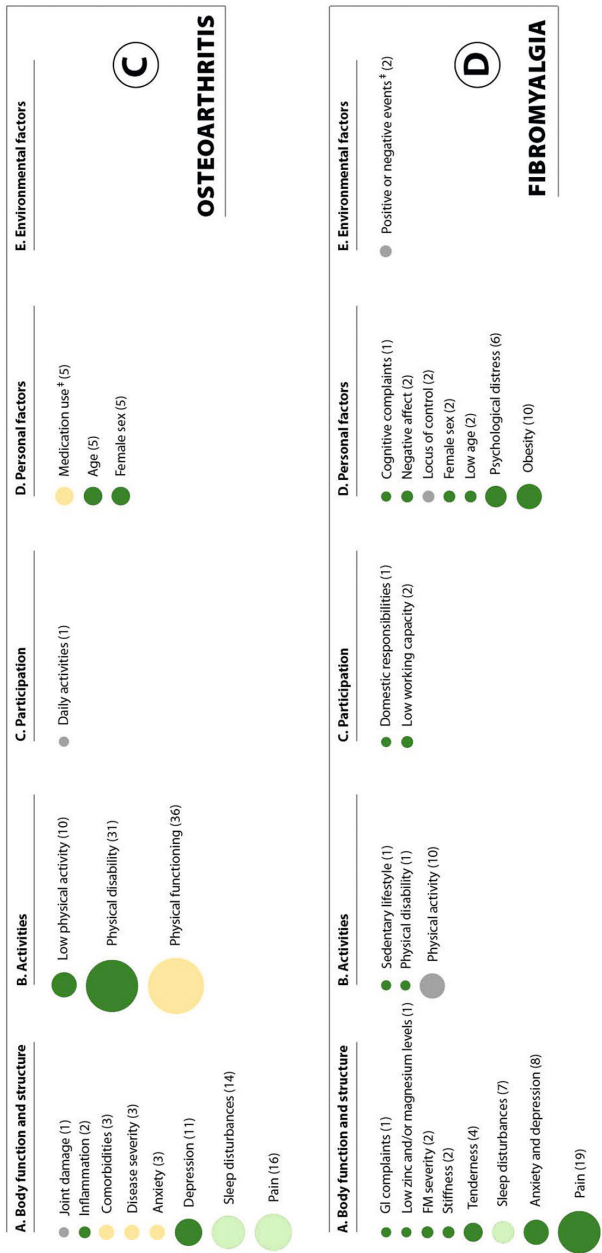 A. Body function and structure
Joint damage (1)
Inflammation (2)
Comorbidities (3)
Disease severity (3)
Anxiety (3)
Depression (11)
Sleep disturbances (14)
Pain (16)
B. Activities
Low physical activity (10)
Physical disability (31)
Physical functioning (36)
C. Participation
Daily activities (1)
D. Personal factors
Medication use‡ (5)
Age (5)
Female sex (5)
E. Environmental factors
C
OSTEOARTHRITIS
A. Body function and structure
GI complaints (1)
Low zinc and/or magnesium levels (1)
FM severity (2)
Stiffness (2)
Tenderness (4)
Sleep disturbances (7)
Anxiety and depression (8)
Pain (19)
B. Activities
Sedentary lifestyle (1)
Physical disability (1)
Physical activity (10)
C. Participation
Domestic responsibilities (1)
Low working capacity (2)
D. Personal factors
Cognitive complaints (1)
Negative affect (2)
Locus of control (2)
Female sex (2)
Low age (2)
Psychological distress (6)
Obesity (10)
E. Environmental factors
Positive or negative events‡ (2)
D
FIBROMYALGIA